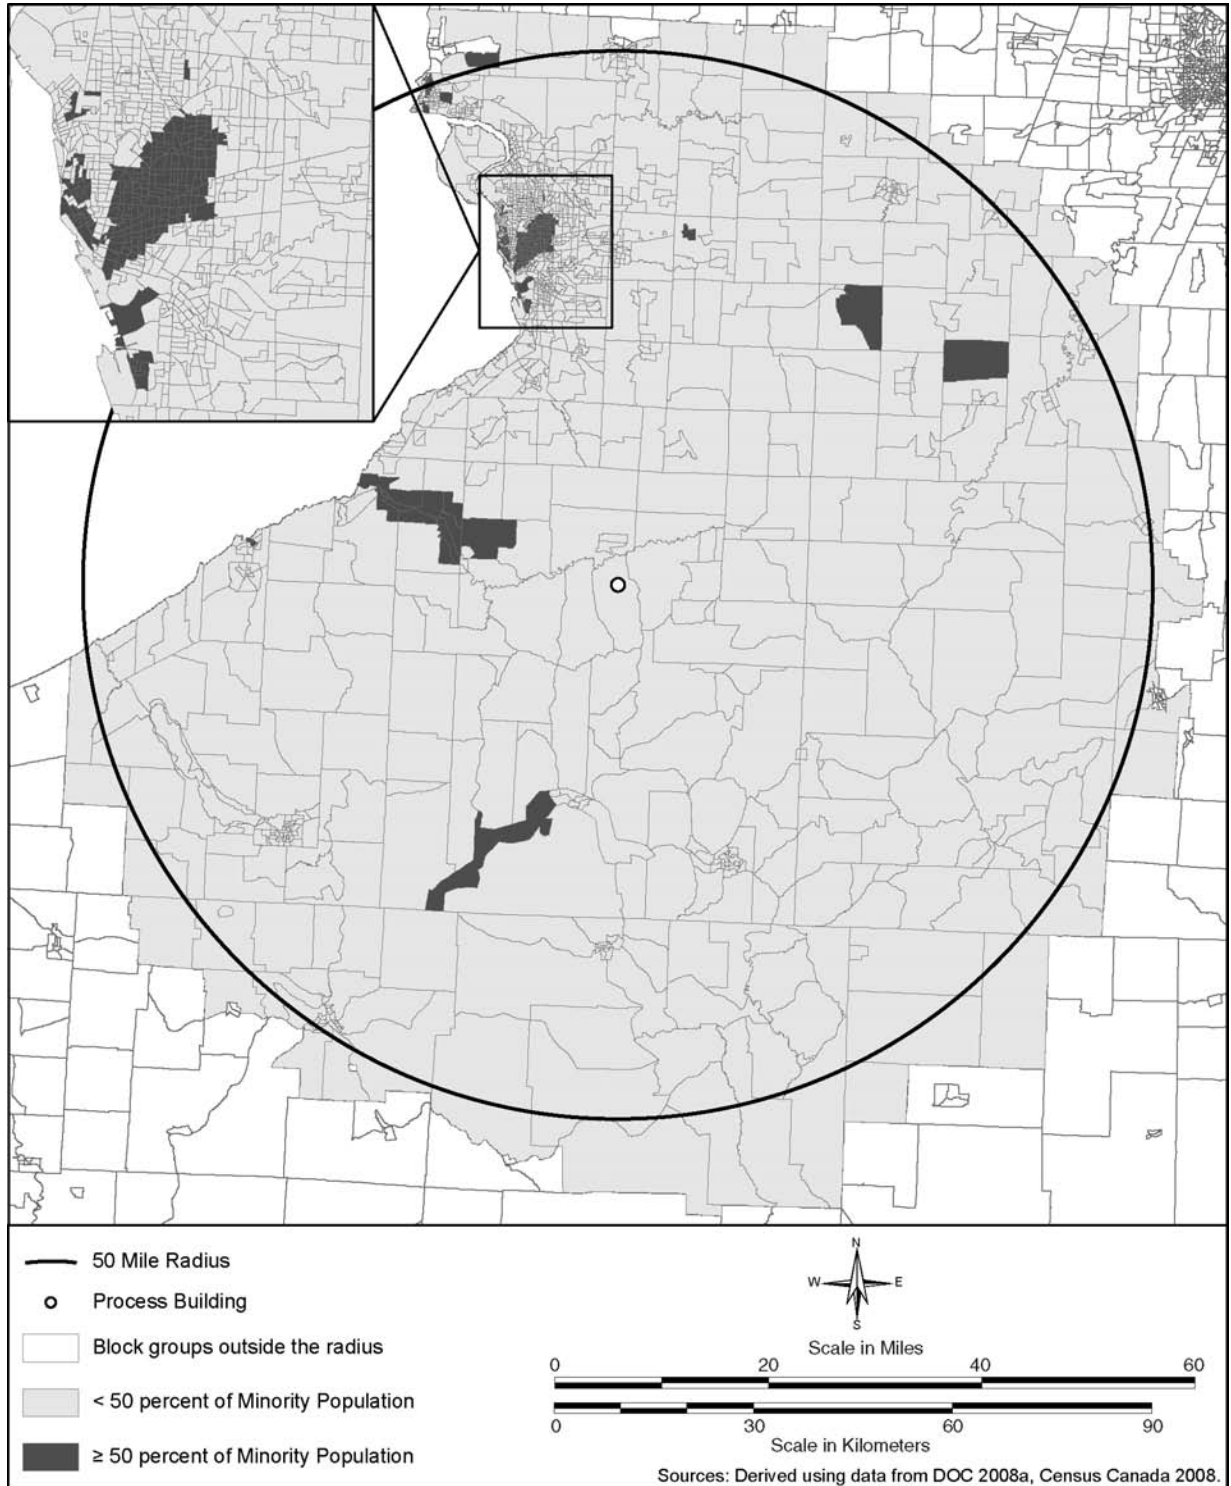 50 Mile Radius
Process Building
Block groups outside the radius
< 50 percent of Minority Population
≥ 50 percent of Minority Population
N
W E
S
Scale in Miles
0 20 40 60
0 30 60 90
Scale in Kilometers
Sources: Derived using data from DOC 2008a, Census Canada 2008.